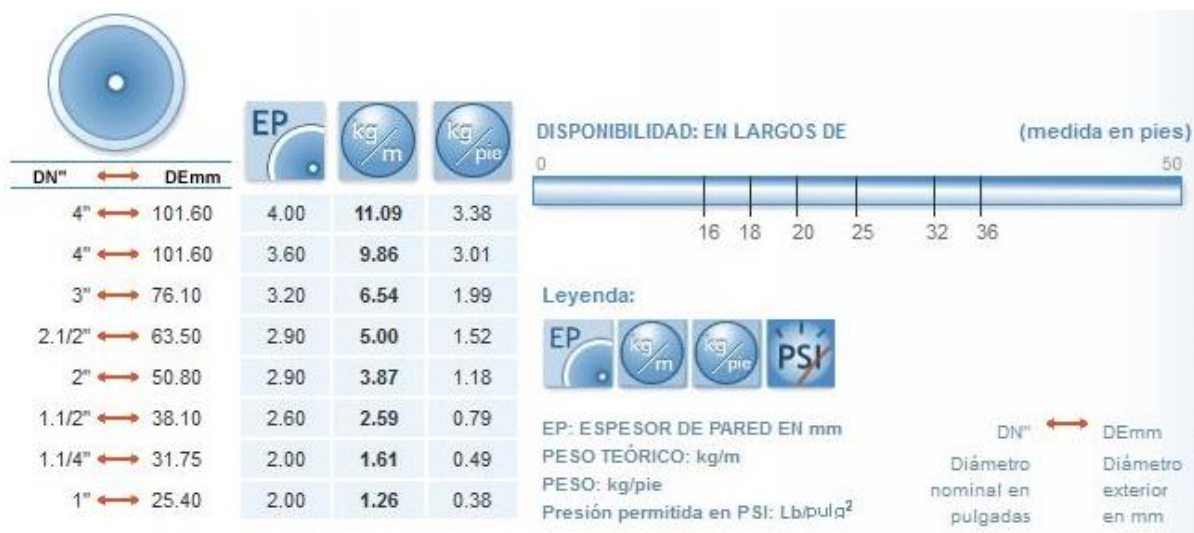 EP kg/m kg/pie
DISPONIBILIDAD: EN LARGOS DE (medida en pies)
0 50
16 18 20 25 32 36
DN" DEmm
4" 101.60 4.00 11.09 3.38
4" 101.60 3.60 9.86 3.01
3" 76.10 3.20 6.54 1.99
2.1/2" 63.50 2.90 5.00 1.52
2" 50.80 2.90 3.87 1.18
1.1/2" 38.10 2.60 2.59 0.79
1.1/4" 31.75 2.00 1.61 0.49
1" 25.40 2.00 1.26 0.38
Leyenda:
EP kg/m kg/pie PSI
EP: ESPESOR DE PARED EN mm
PESO TEÓRICO: kg/m
PESO: kg/pie
Presión permitida en PSI: Lb/pulg²
DN" DEmm
Diámetro Diámetro
nominal en exterior
pulgadas en mm